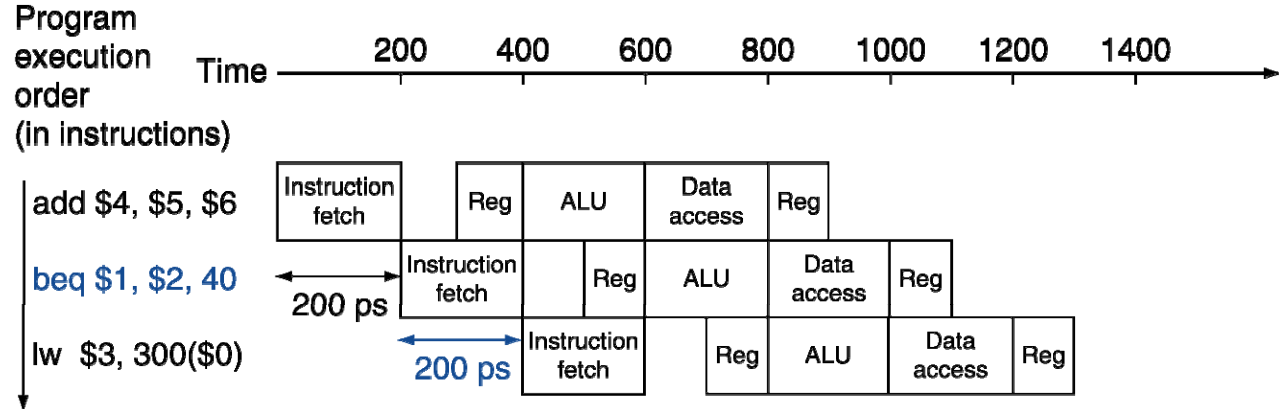 Program
execution
order
(in instructions)
Time
200 400 600 800 1000 1200 1400
add $4, $5, $6
Instruction
fetch
Reg
ALU
Data
access
Reg
beq $1, $2, 40
200 ps
Instruction
fetch
Reg
ALU
Data
access
Reg
lw $3, 300($0)
200 ps
Instruction
fetch
Reg
ALU
Data
access
Reg